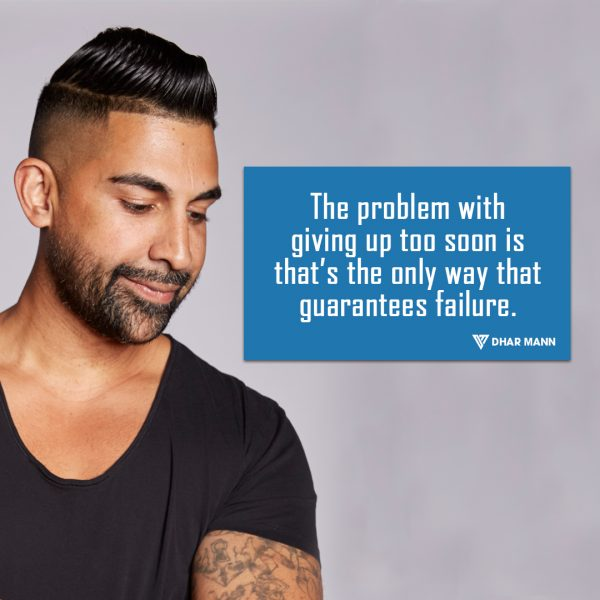 The problem with
giving up too soon is
that's the only way that
guarantees failure.
DHAR MANN